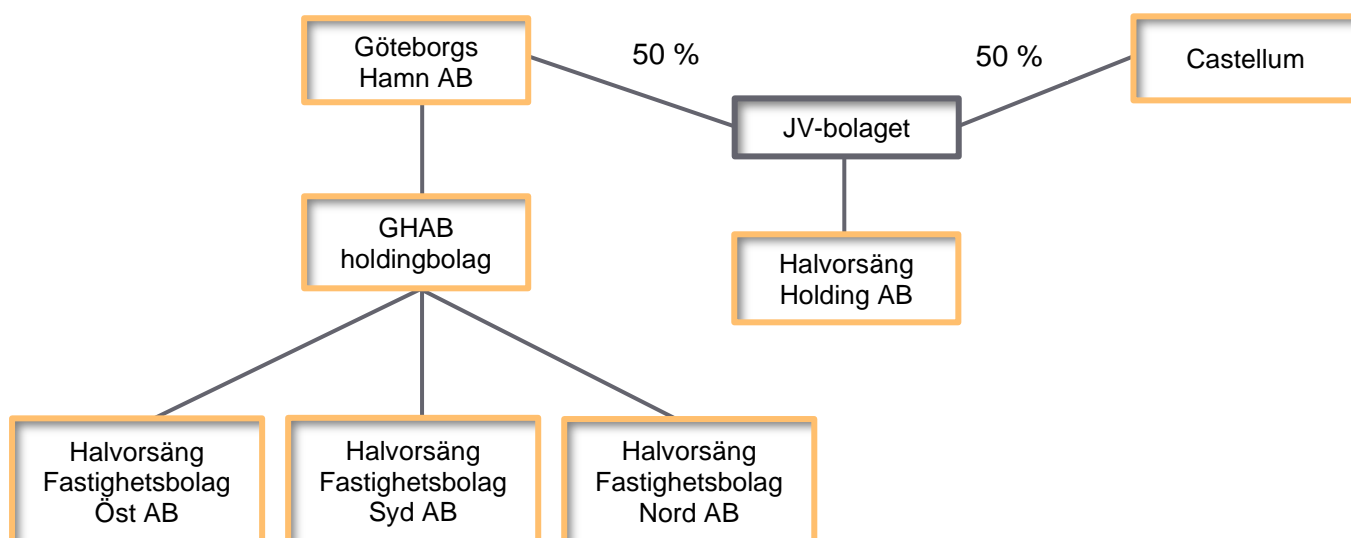 Göteborgs
Hamn AB
50 %
50 %
Castellum
JV-bolaget
GHAB
holdingbolag
Halvorsäng
Holding AB
Halvorsäng
Fastighetsbolag
Öst AB
Halvorsäng
Fastighetsbolag
Syd AB
Halvorsäng
Fastighetsbolag
Nord AB